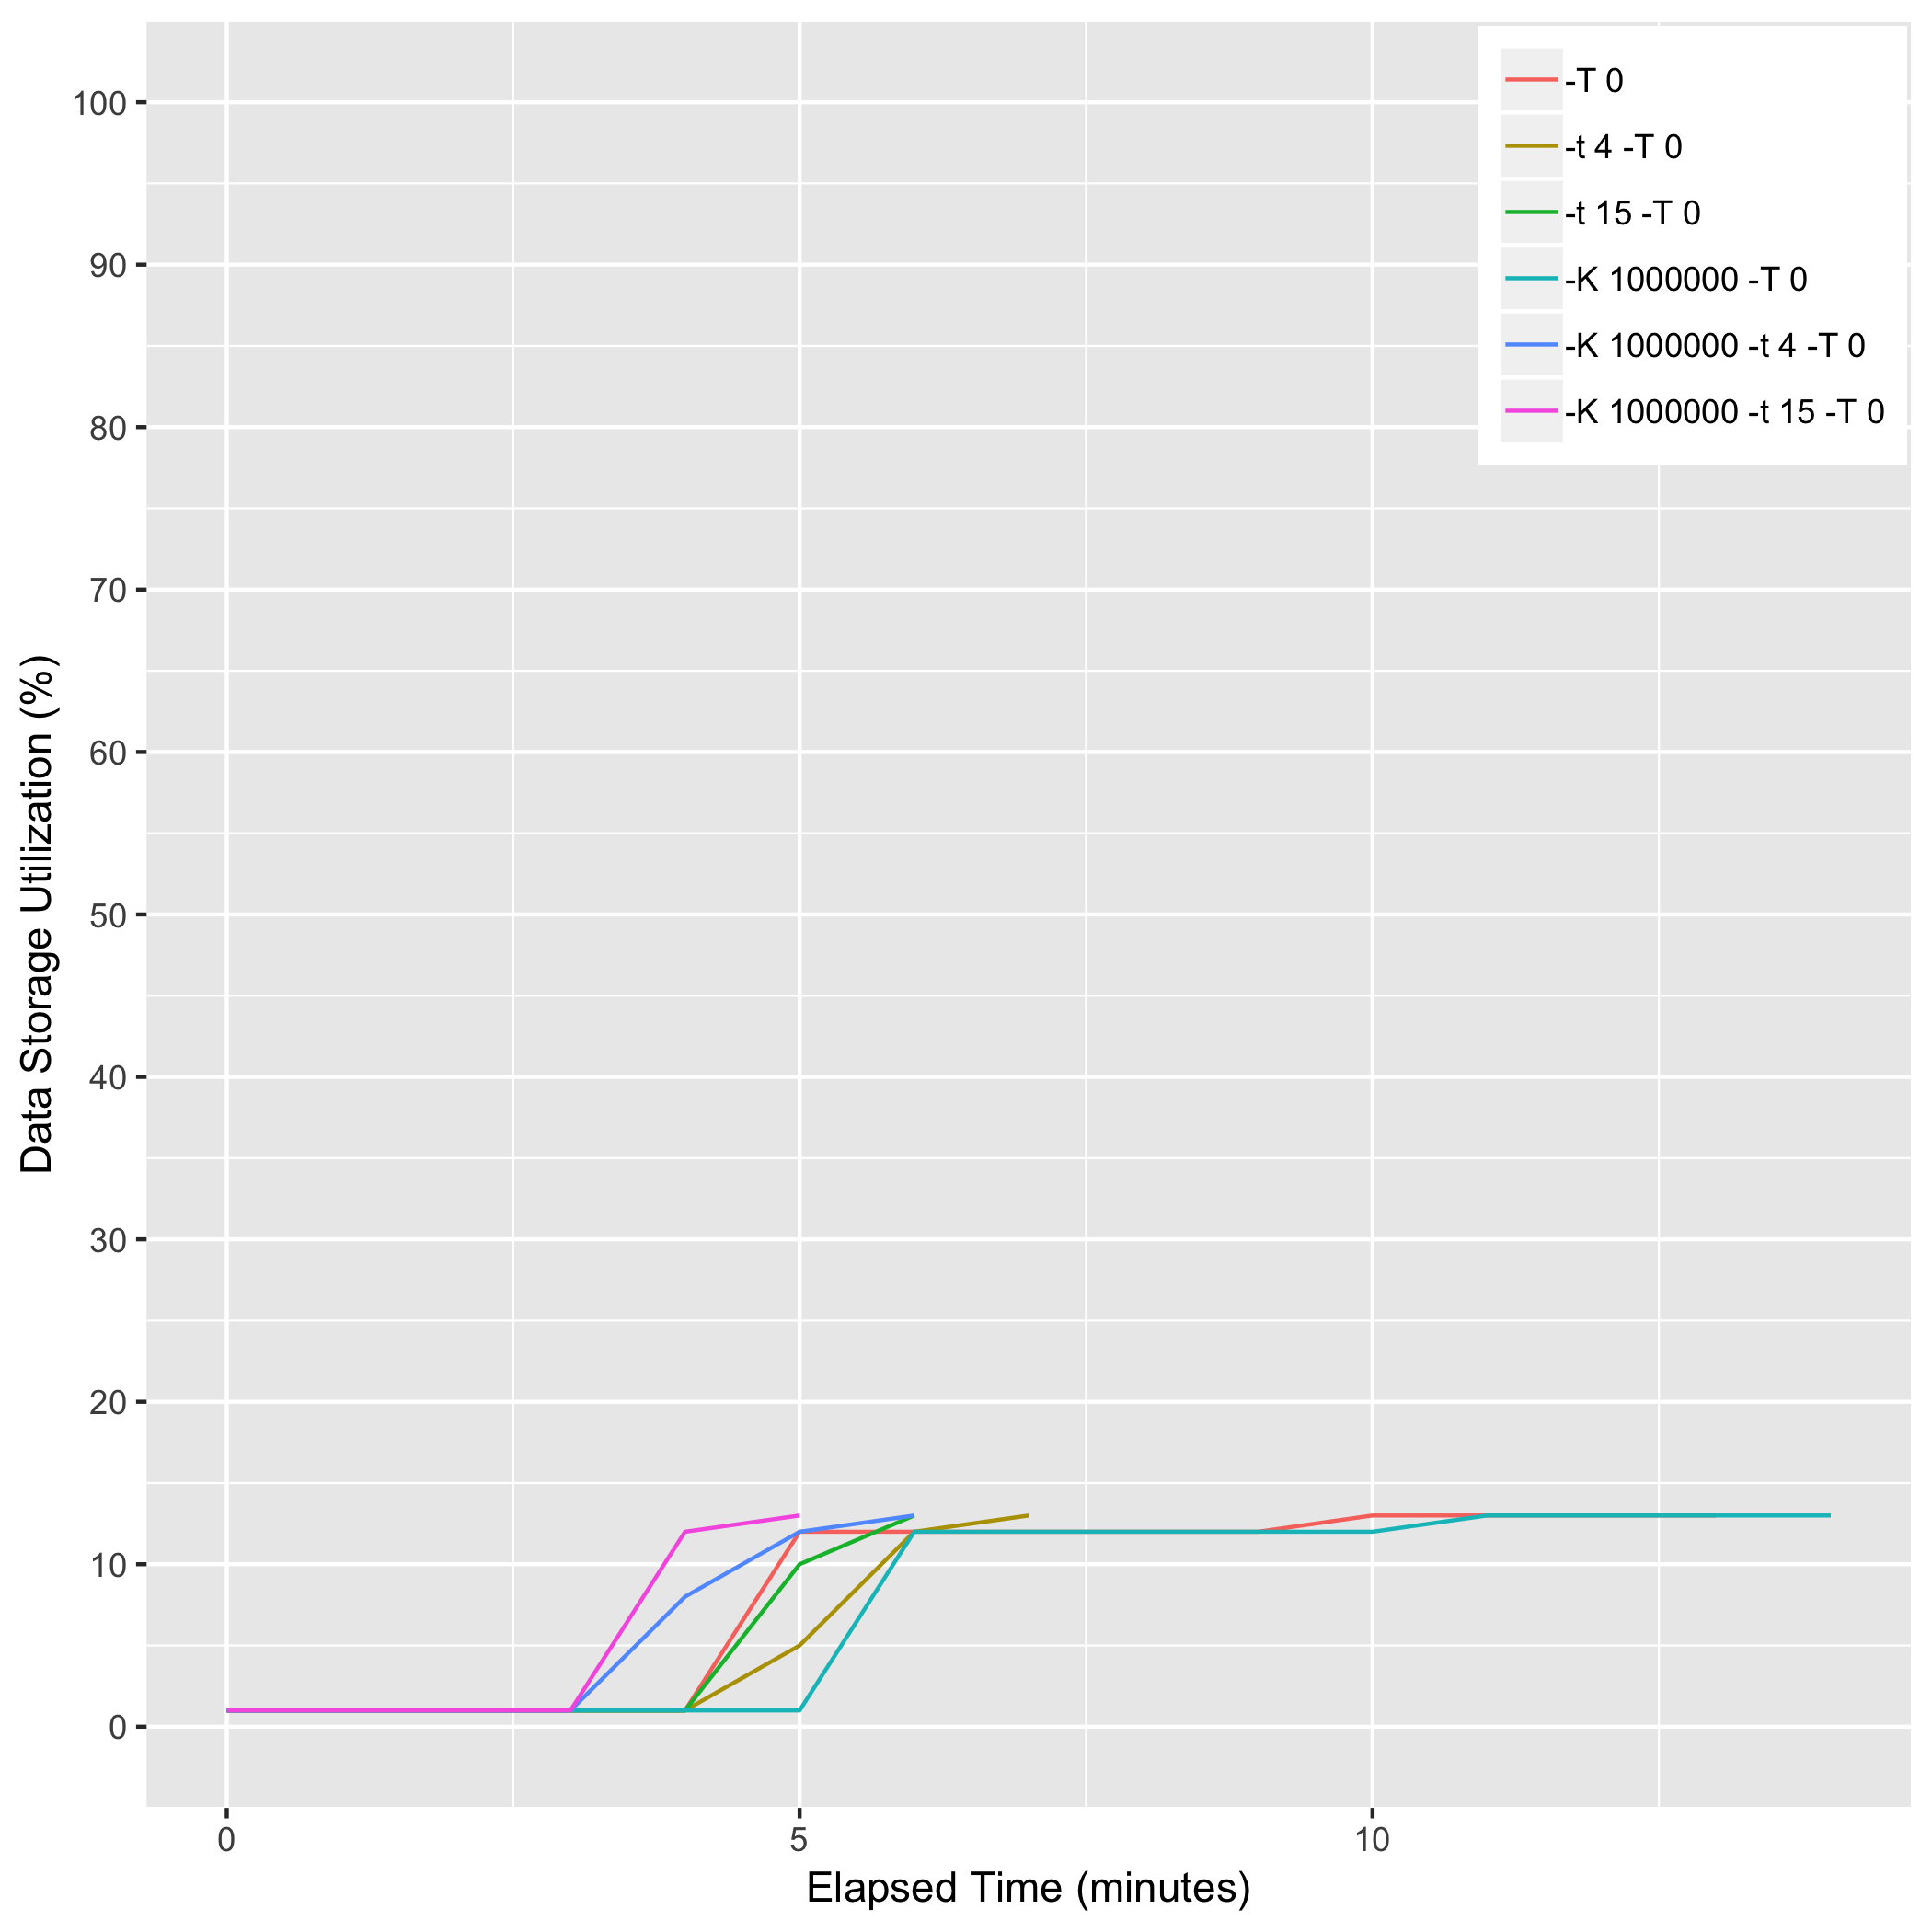 Data Storage Utilization (%)
100
90
80
70
60
50
40
30
20
10
0
-T 0
-t 4 -T 0
-t 15 -T 0
-K 1000000 -T 0
-K 1000000 -t 4 -T 0
-K 1000000 -t 15 -T 0
0 5 10
Elapsed Time (minutes)